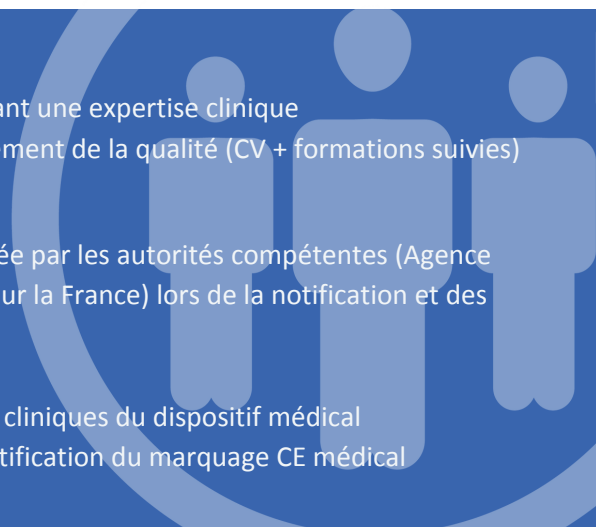 ant une expertise clinique
ement de la qualité (CV + formations suivies)
ée par les autorités compétentes (Agence
ur la France) lors de la notification et des
cliniques du dispositif médical
tification du marquage CE médical